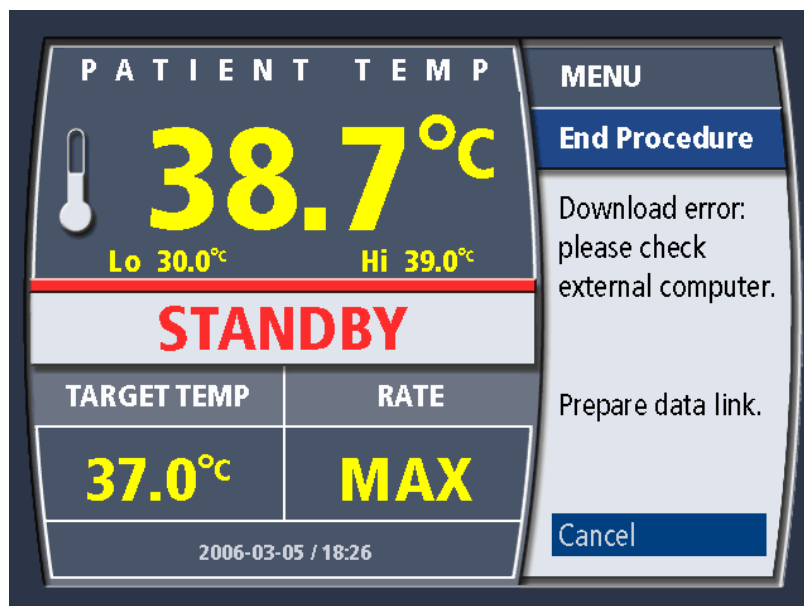 PATIENT TEMP
38.7°C
Lo 30.0°C Hi 39.0°C
STANDBY
TARGET TEMP RATE
37.0°C MAX
2006-03-05 / 18:26
MENU
End Procedure
Download error:
please check
external computer.
Prepare data link.
Cancel